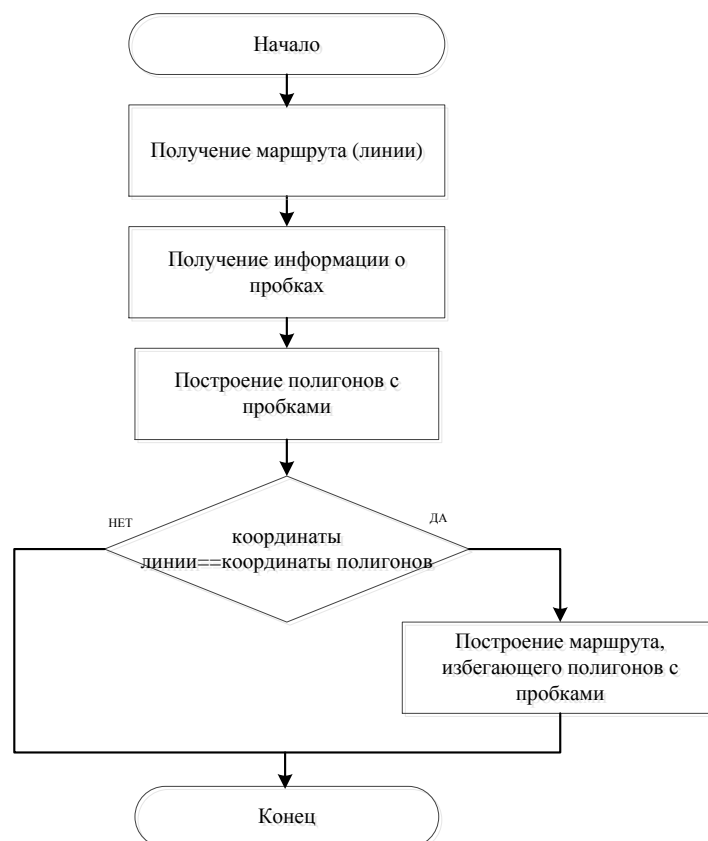 Начало
Получение маршрута (линии)
Получение информации о
пробках
Построение полигонов с
пробками
НЕТ
ДА
координаты
линии==координаты полигонов
Построение маршрута,
избегающего полигонов с
пробками
Конец